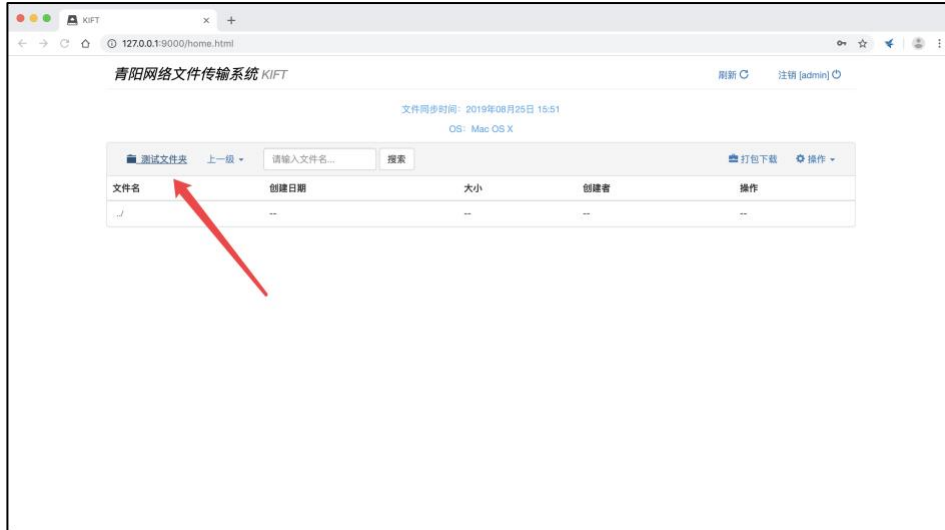 KIFT
127.0.0.1:9000/home.html
青阳网络文件传输系统 KIFT 刷新 注销 [admin]
文件同步时间：2019年08月25日 15:51
OS：Mac OS X
测试文件夹 上一级 请输入文件名... 搜索 打包下载 操作
文件名 创建日期 大小 创建者 操作
../ -- -- -- --